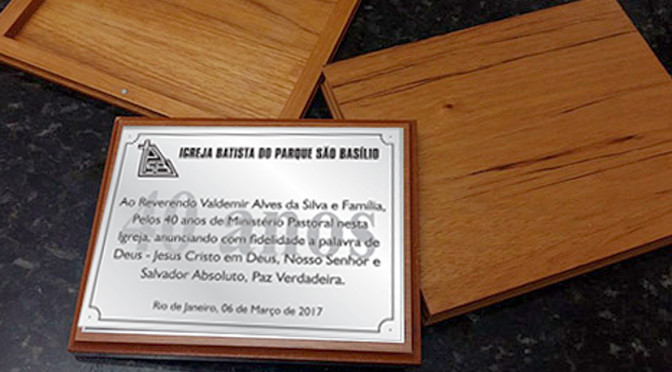 IGREJA BATISTA DO PARQUE SÃO BASÍLIO
40 anos
Ao Reverendo Valdemir Alves da Silva e Família,
Pelos 40 anos de Ministério Pastoral nesta
Igreja, anunciando com fidelidade a palavra de
Deus - Jesus Cristo em Deus, Nosso Senhor e
Salvador Absoluto, Paz Verdadeira.
Rio de Janeiro, 06 de Março de 2017